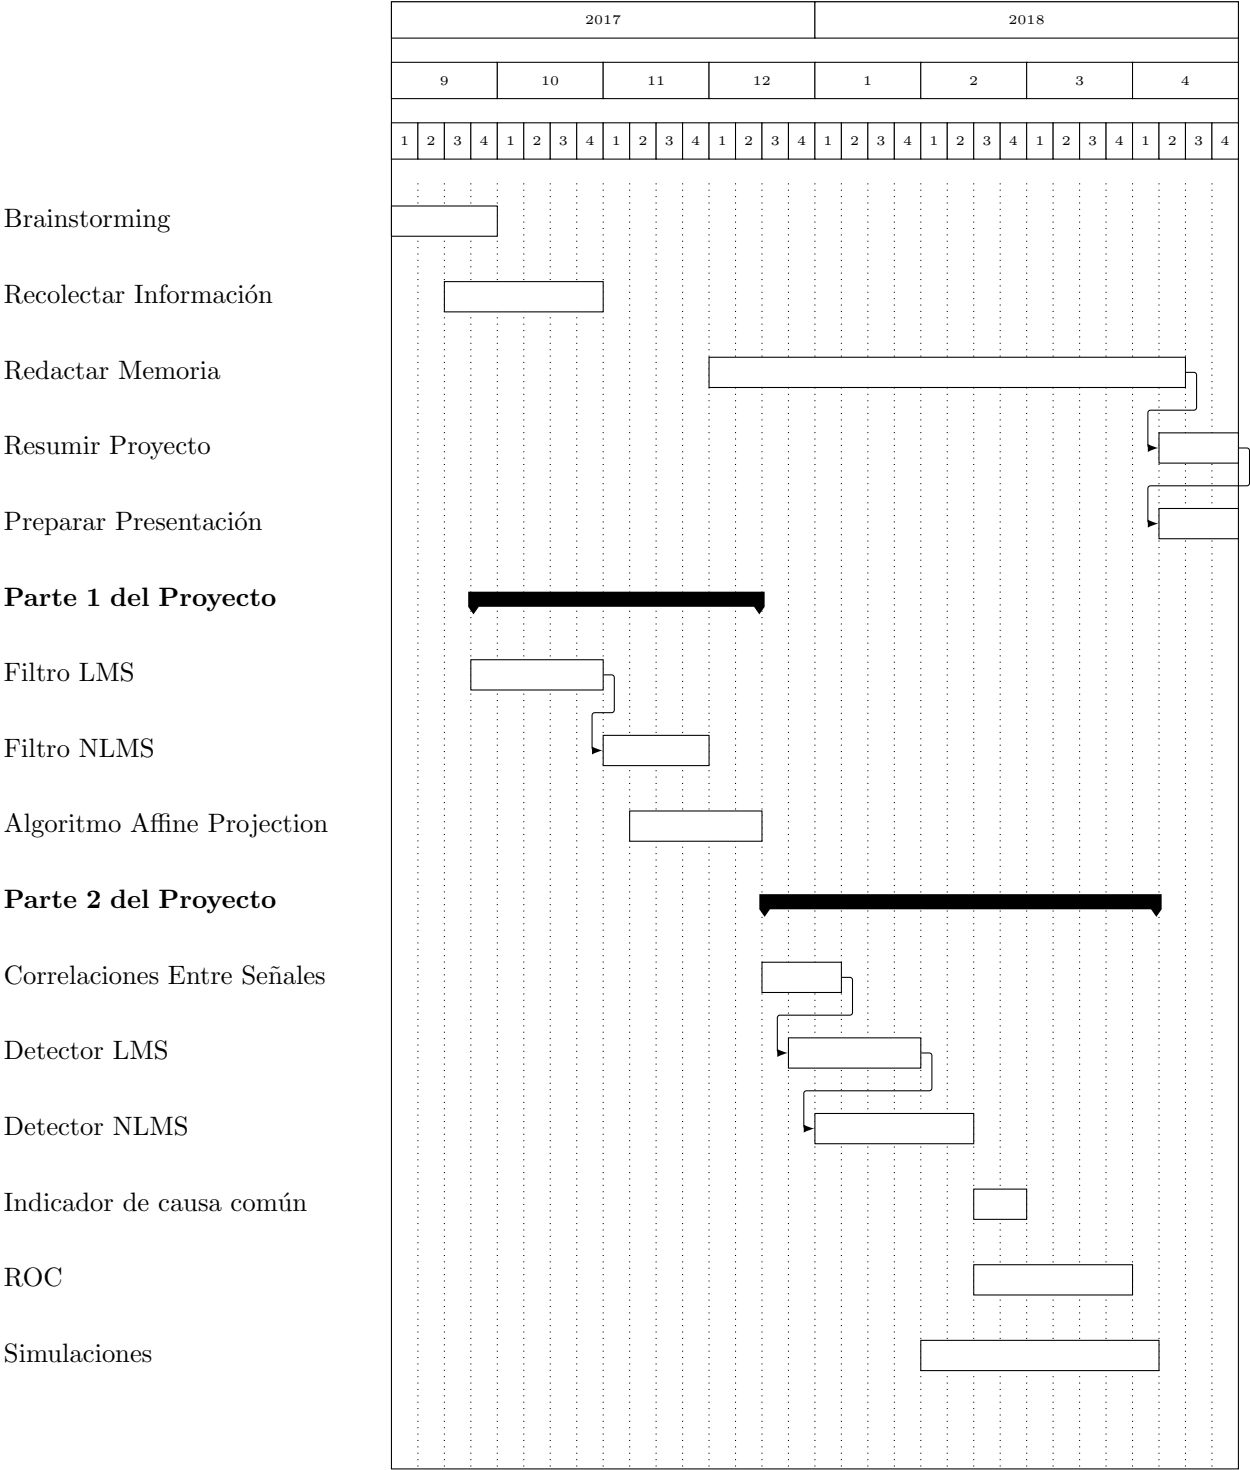 2017 2018
9 10 11 12 1 2 3 4
1 2 3 4 1 2 3 4 1 2 3 4 1 2 3 4 1 2 3 4 1 2 3 4 1 2 3 4 1 2 3 4
Brainstorming
Recolectar Información
Redactar Memoria
Resumir Proyecto
Preparar Presentación
Parte 1 del Proyecto
Filtro LMS
Filtro NLMS
Algoritmo Affine Projection
Parte 2 del Proyecto
Correlaciones Entre Señales
Detector LMS
Detector NLMS
Indicador de causa común
ROC
Simulaciones